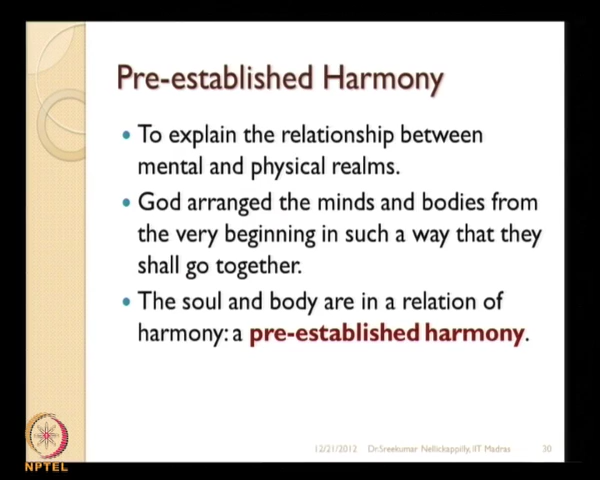 Pre-established Harmony
• To explain the relationship between
mental and physical realms.
• God arranged the minds and bodies from
the very beginning in such a way that they
shall go together.
• The soul and body are in a relation of
harmony: a pre-established harmony.
12/21/2012 Dr.Sreekumar Nellickappilly, IIT Madras 30
NPTEL